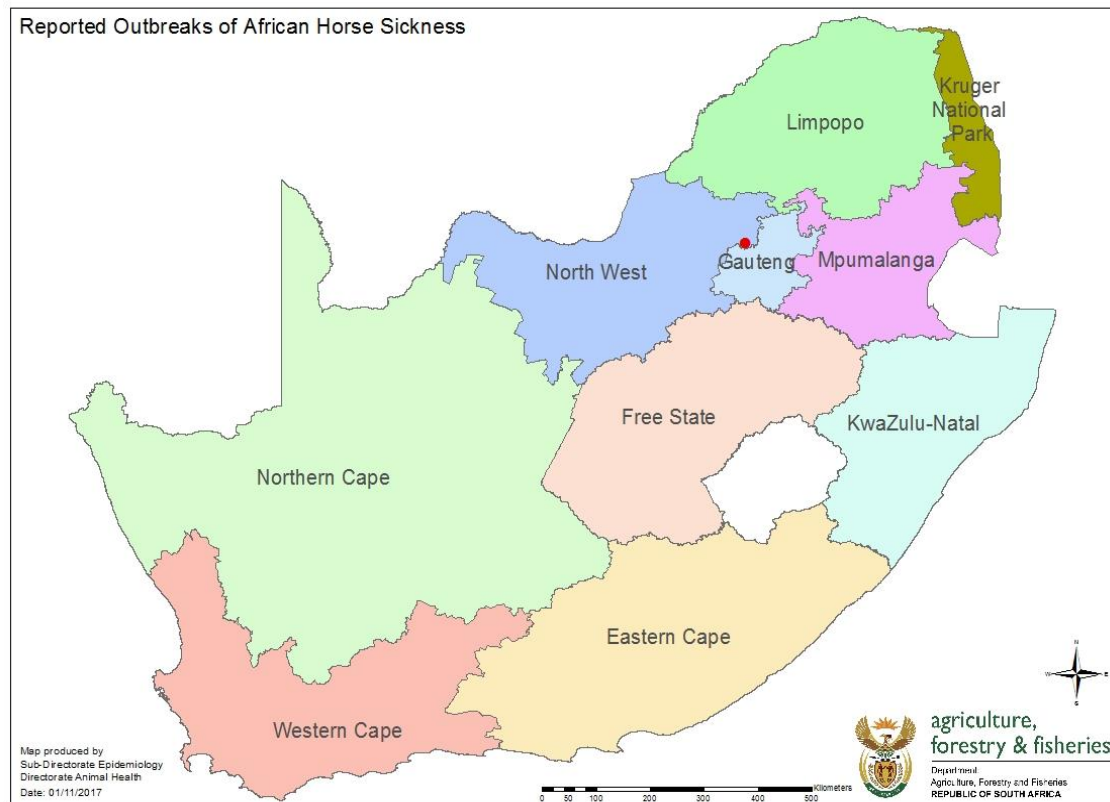 Reported Outbreaks of African Horse Sickness
Kruger
National
Park
Limpopo
North West
Gauteng
Mpumalanga
Free State
KwaZulu-Natal
Northern Cape
Eastern Cape
Western Cape
N
W
E
S
Map produced by
Sub-Directorate Epidemiology
Directorate Animal Health
Date: 01/11/2017
Kilometers
0 50 100 200 300 400 500
agriculture,
forestry & fisheries
Department:
Agriculture, Forestry and Fisheries
REPUBLIC OF SOUTH AFRICA